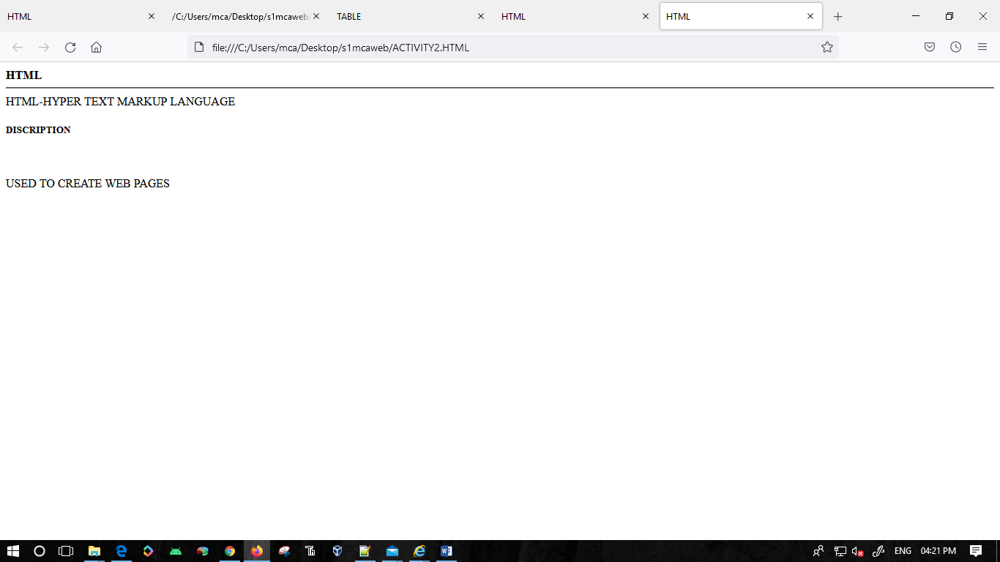 HTML
/C:/Users/mca/Desktop/s1mcaweb/
TABLE
HTML
HTML
file:///C:/Users/mca/Desktop/s1mcaweb/ACTIVITY2.HTML
HTML
HTML-HYPER TEXT MARKUP LANGUAGE
DISCRIPTION
USED TO CREATE WEB PAGES
ENG
04:21 PM